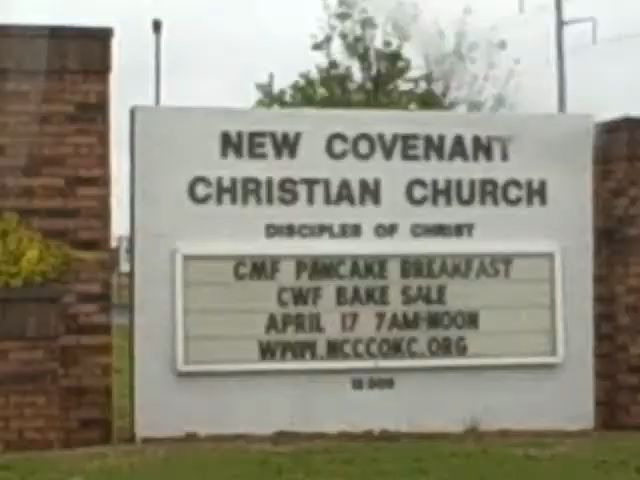 NEW COVENANT
CHRISTIAN CHURCH
DISCIPLES OF CHRIST
CMF PANCAKE BREAKFAST
CWF BAKE SALE
APRIL 17 7AM-NOON
WWW.NCCCOKC.ORG